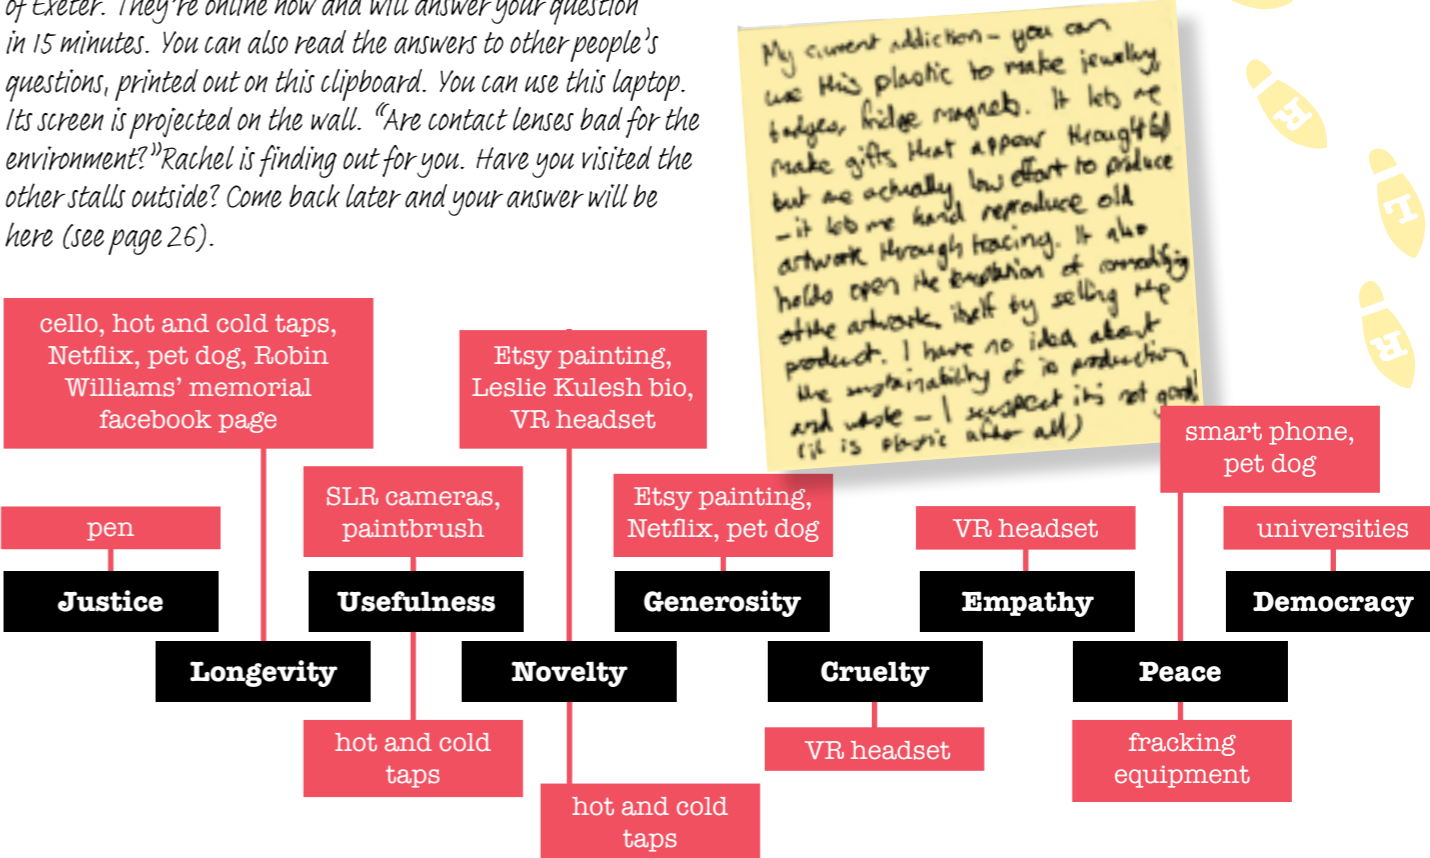 of Exeter. They're online now and will answer your question
in 15 minutes. You can also read the answers to other people's
questions, printed out on this clipboard. You can use this laptop.
Its screen is projected on the wall. “Are contact lenses bad for the
environment?” Rachel is finding out for you. Have you visited the
other stalls outside? Come back later and your answer will be
here (see page 26).
My current addiction – you can
use this plastic to make jewellry,
badges, fridge magnets. It lets me
make gifts that appear thoughtful
but are actually low effort to produce
– it lets me hand reproduce old
artwork through tracing. It also
holds open the temptation of commodifying
of the artwork itself by selling the
product. I have no idea about
the sustainability of its production
and waste – I suspect it's not good!
(it is plastic after all)
cello, hot and cold taps,
Netflix, pet dog, Robin
Williams' memorial
facebook page
Etsy painting,
Leslie Kulesh bio,
VR headset
smart phone,
pet dog
pen
SLR cameras,
paintbrush
Etsy painting,
Netflix, pet dog
VR headset
universities
Justice
Usefulness
Generosity
Empathy
Democracy
Longevity
Novelty
Cruelty
Peace
hot and cold
taps
VR headset
fracking
equipment
hot and cold
taps